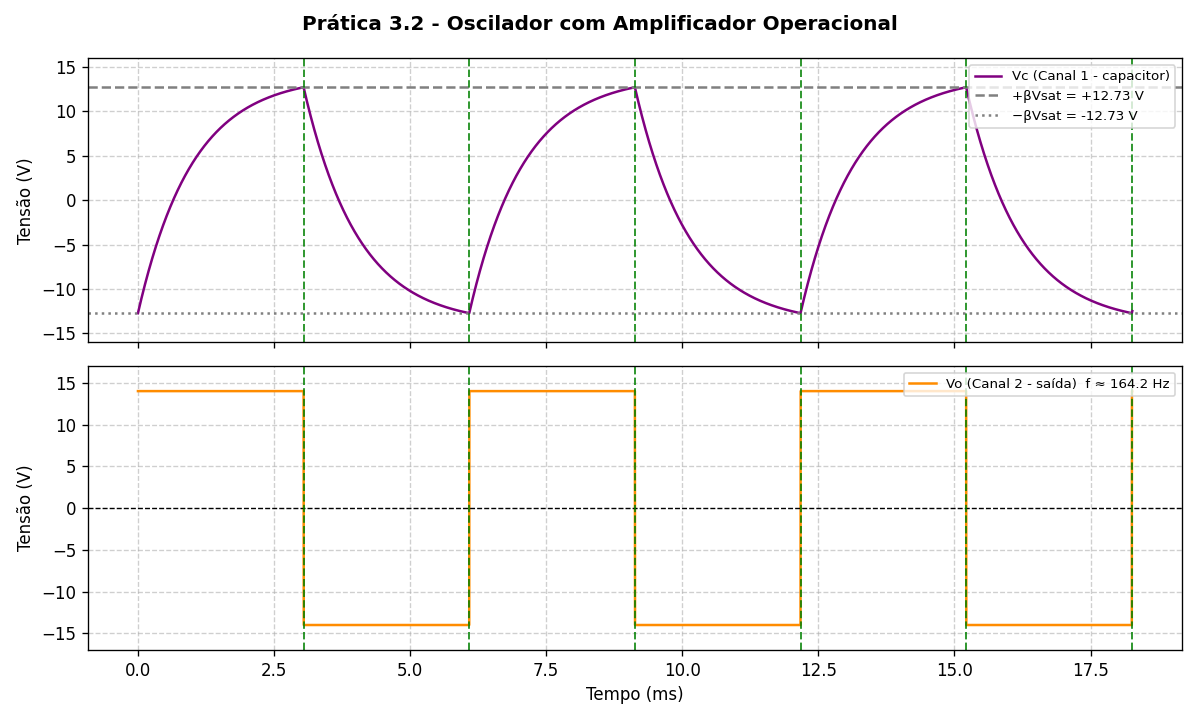 Prática 3.2 - Oscilador com Amplificador Operacional
Tensão (V)
15
10
5
0
−5
−10
−15
Vc (Canal 1 - capacitor)
+βVsat = +12.73 V
−βVsat = -12.73 V
Tensão (V)
15
10
5
0
−5
−10
−15
Vo (Canal 2 - saída)  f ≈ 164.2 Hz
0.0
2.5
5.0
7.5
10.0
12.5
15.0
17.5
Tempo (ms)